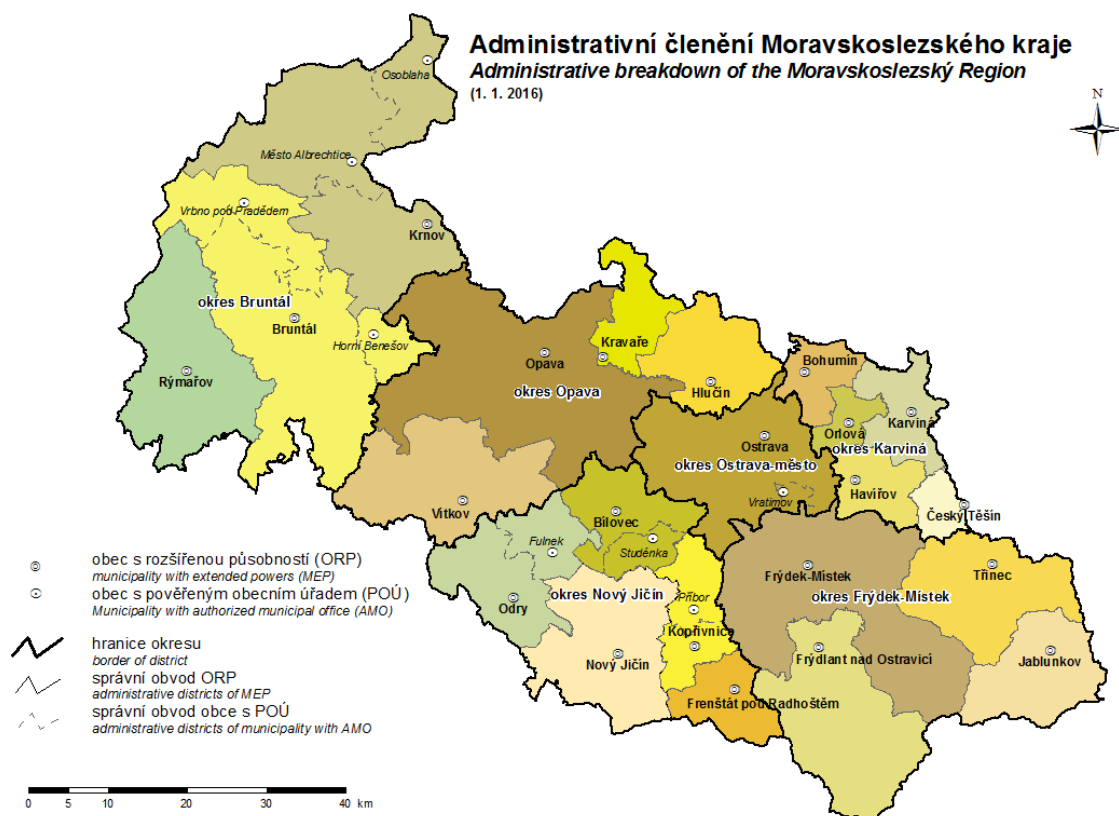 Administrativní členění Moravskoslezského kraje
Administrative breakdown of the Moravskoslezský Region
(1. 1. 2016)
N
Osoblaha
Město Albrechtice
Vrbno pod Pradědem
Krnov
okres Bruntál
Bruntál
Horní Benešov
Rýmařov
Opava
Kravaře
okres Opava
Hlučín
Bohumín
Karviná
Orlová
okres Karviná
Ostrava
okres Ostrava-město
Vratimov
Havířov
Český Těšín
Vítkov
Bílovec
Fulnek
Studénka
Odry
okres Nový Jičín
Příbor
Kopřivnice
Nový Jičín
Frenštát pod Radhoštěm
Frýdek-Místek
okres Frýdek-Místek
Třinec
Frýdlant nad Ostravicí
Jablunkov
obec s rozšířenou působností (ORP)
municipality with extended powers (MEP)
obec s pověřeným obecním úřadem (POÚ)
Municipality with authorized municipal office (AMO)
hranice okresu
border of district
správní obvod ORP
administrative districts of MEP
správní obvod obce s POÚ
administrative districts of municipality with AMO
0 5 10 20 30 40 km